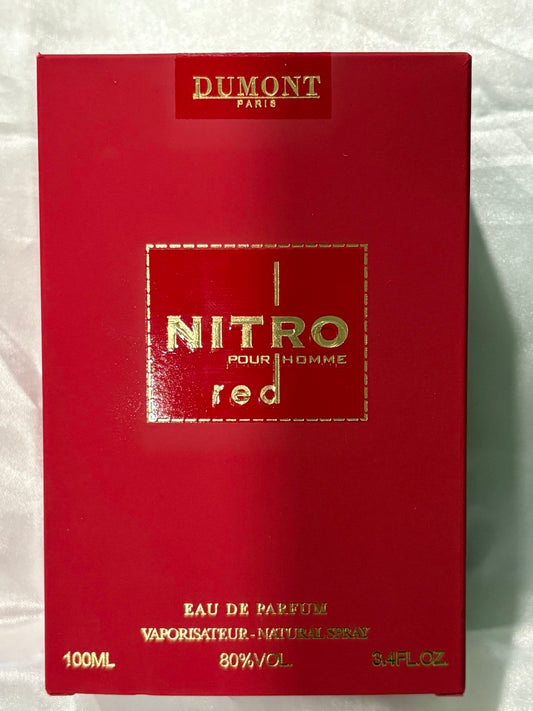 DUMONT
PARIS
NITRO
POUR HOMME
red
EAU DE PARFUM
VAPORISATEUR-NATURAL SPRAY
100ML 80%VOL. 3.4FL.OZ.